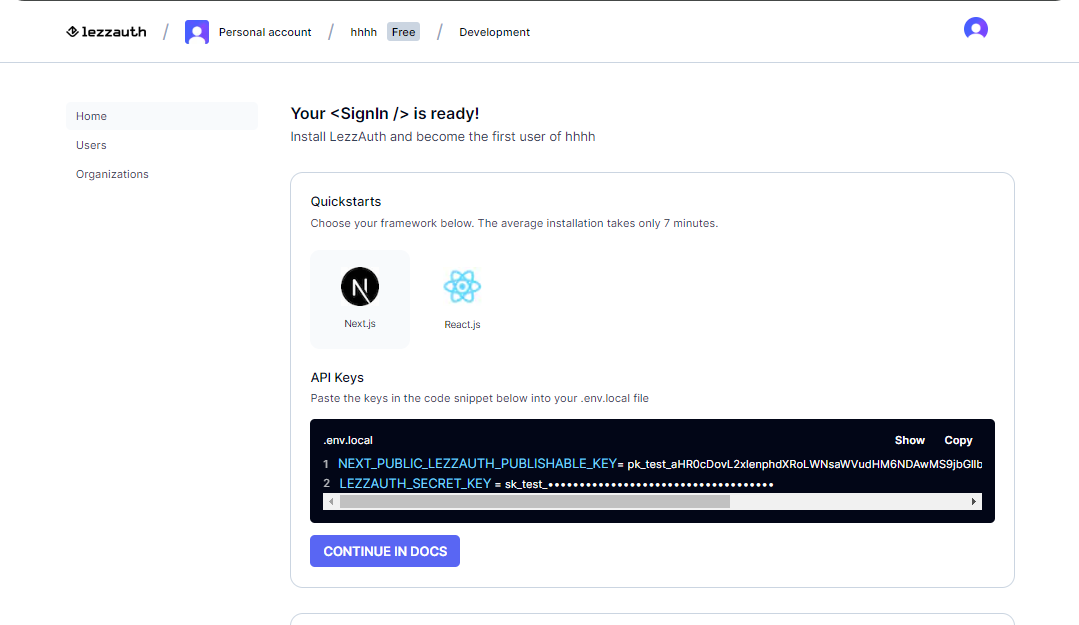 lezzauth / Personal account / hhhh Free / Development
Home
Users
Organizations
Your <SignIn /> is ready!
Install LezzAuth and become the first user of hhhh
Quickstarts
Choose your framework below. The average installation takes only 7 minutes.
Next.js
React.js
API Keys
Paste the keys in the code snippet below into your .env.local file
.env.local
Show Copy
1 NEXT_PUBLIC_LEZZAUTH_PUBLISHABLE_KEY=
2 LEZZAUTH_SECRET_KEY = sk_test_••••••••••••••••••••••••••••••••••••
CONTINUE IN DOCS